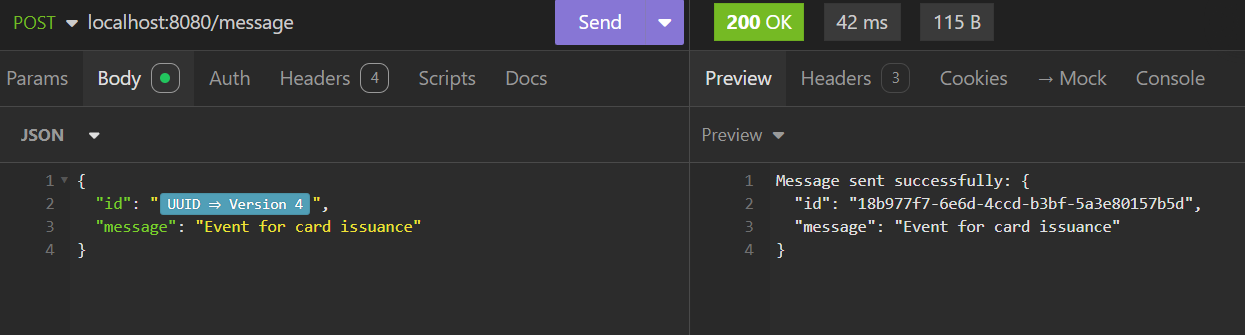 POST localhost:8080/message Send 200 OK 42 ms 115 B
Params Body Auth Headers 4 Scripts Docs Preview Headers 3 Cookies → Mock Console
JSON
Preview
1 {
2 "id": "UUID ⇒ Version 4",
3 "message": "Event for card issuance"
4 }
1 Message sent successfully: {
2 "id": "18b977f7-6e6d-4ccd-b3bf-5a3e80157b5d",
3 "message": "Event for card issuance"
4 }